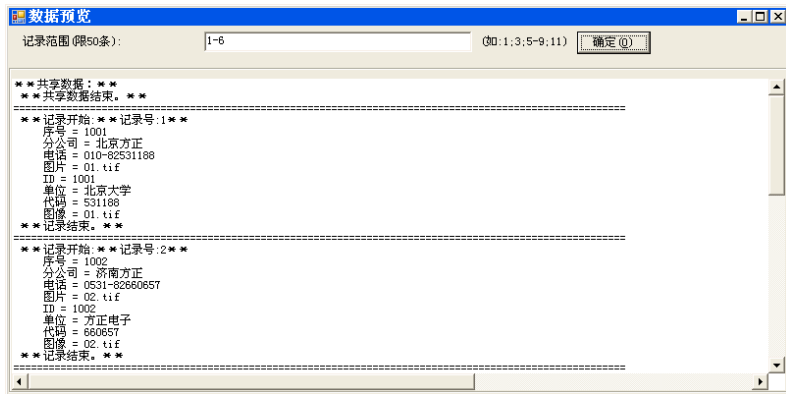 数据预览
记录范围(限50条): 1-6 (如:1;3;5-9;11) 确定(O)
**共享数据：**
**共享数据结束。**
================================================================================================
**记录开始:**记录号:1**
序号 = 1001
分公司 = 北京方正
电话 = 010-82531188
图片 = 01.tif
ID = 1001
单位 = 北京大学
代码 = 531188
图像 = 01.tif
**记录结束。**
================================================================================================
**记录开始:**记录号:2**
序号 = 1002
分公司 = 济南方正
电话 = 0531-82660657
图片 = 02.tif
ID = 1002
单位 = 方正电子
代码 = 660657
图像 = 02.tif
**记录结束。**
================================================================================================